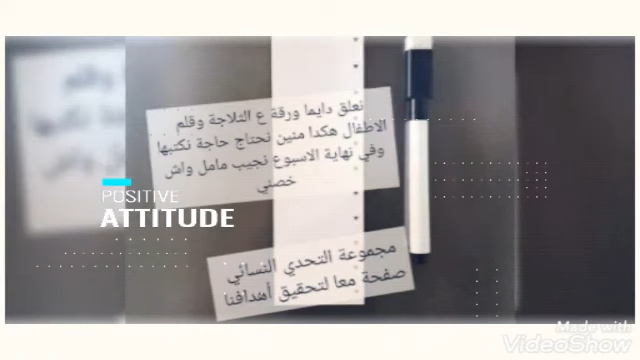 نعلق دايما ورقة ع الثلاجة وقلم
الاطفال هكدا منين نحتاج حاجة نكتبها
وفي نهاية الاسبوع نجيب مامل واش
خصني
POSITIVE
ATTITUDE
مجموعة التحدي النسائي
صفحة معا لتحقيق أهدافنا
Made with
VideoShow